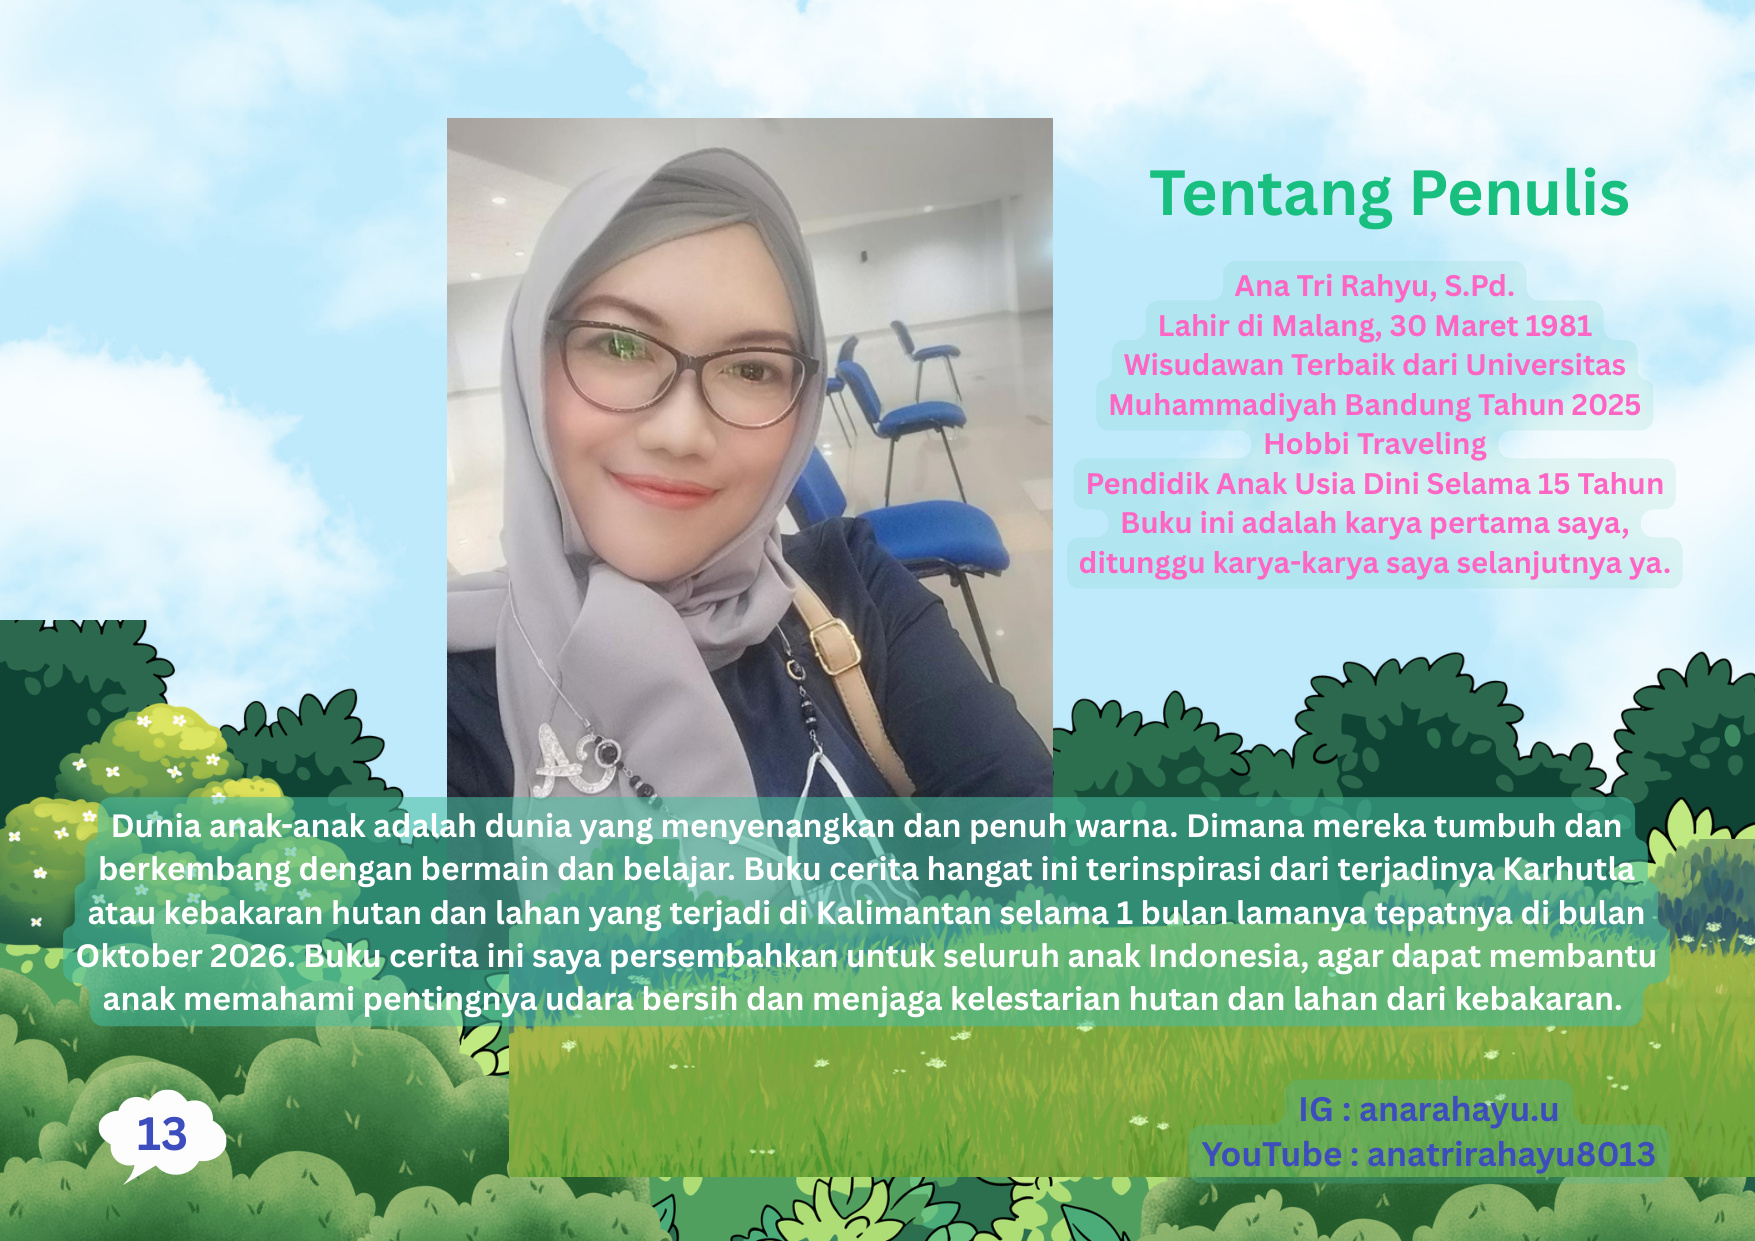 Tentang Penulis
Ana Tri Rahyu, S.Pd.
Lahir di Malang, 30 Maret 1981
Wisudawan Terbaik dari Universitas
Muhammadiyah Bandung Tahun 2025
Hobbi Traveling
Pendidik Anak Usia Dini Selama 15 Tahun
Buku ini adalah karya pertama saya,
ditunggu karya-karya saya selanjutnya ya.
Dunia anak-anak adalah dunia yang menyenangkan dan penuh warna. Dimana mereka tumbuh dan
berkembang dengan bermain dan belajar. Buku cerita hangat ini terinspirasi dari terjadinya Karhutla
atau kebakaran hutan dan lahan yang terjadi di Kalimantan selama 1 bulan lamanya tepatnya di bulan
Oktober 2026. Buku cerita ini saya persembahkan untuk seluruh anak Indonesia, agar dapat membantu
anak memahami pentingnya udara bersih dan menjaga kelestarian hutan dan lahan dari kebakaran.
IG : anarahayu.u
YouTube : anatrirahayu8013
13